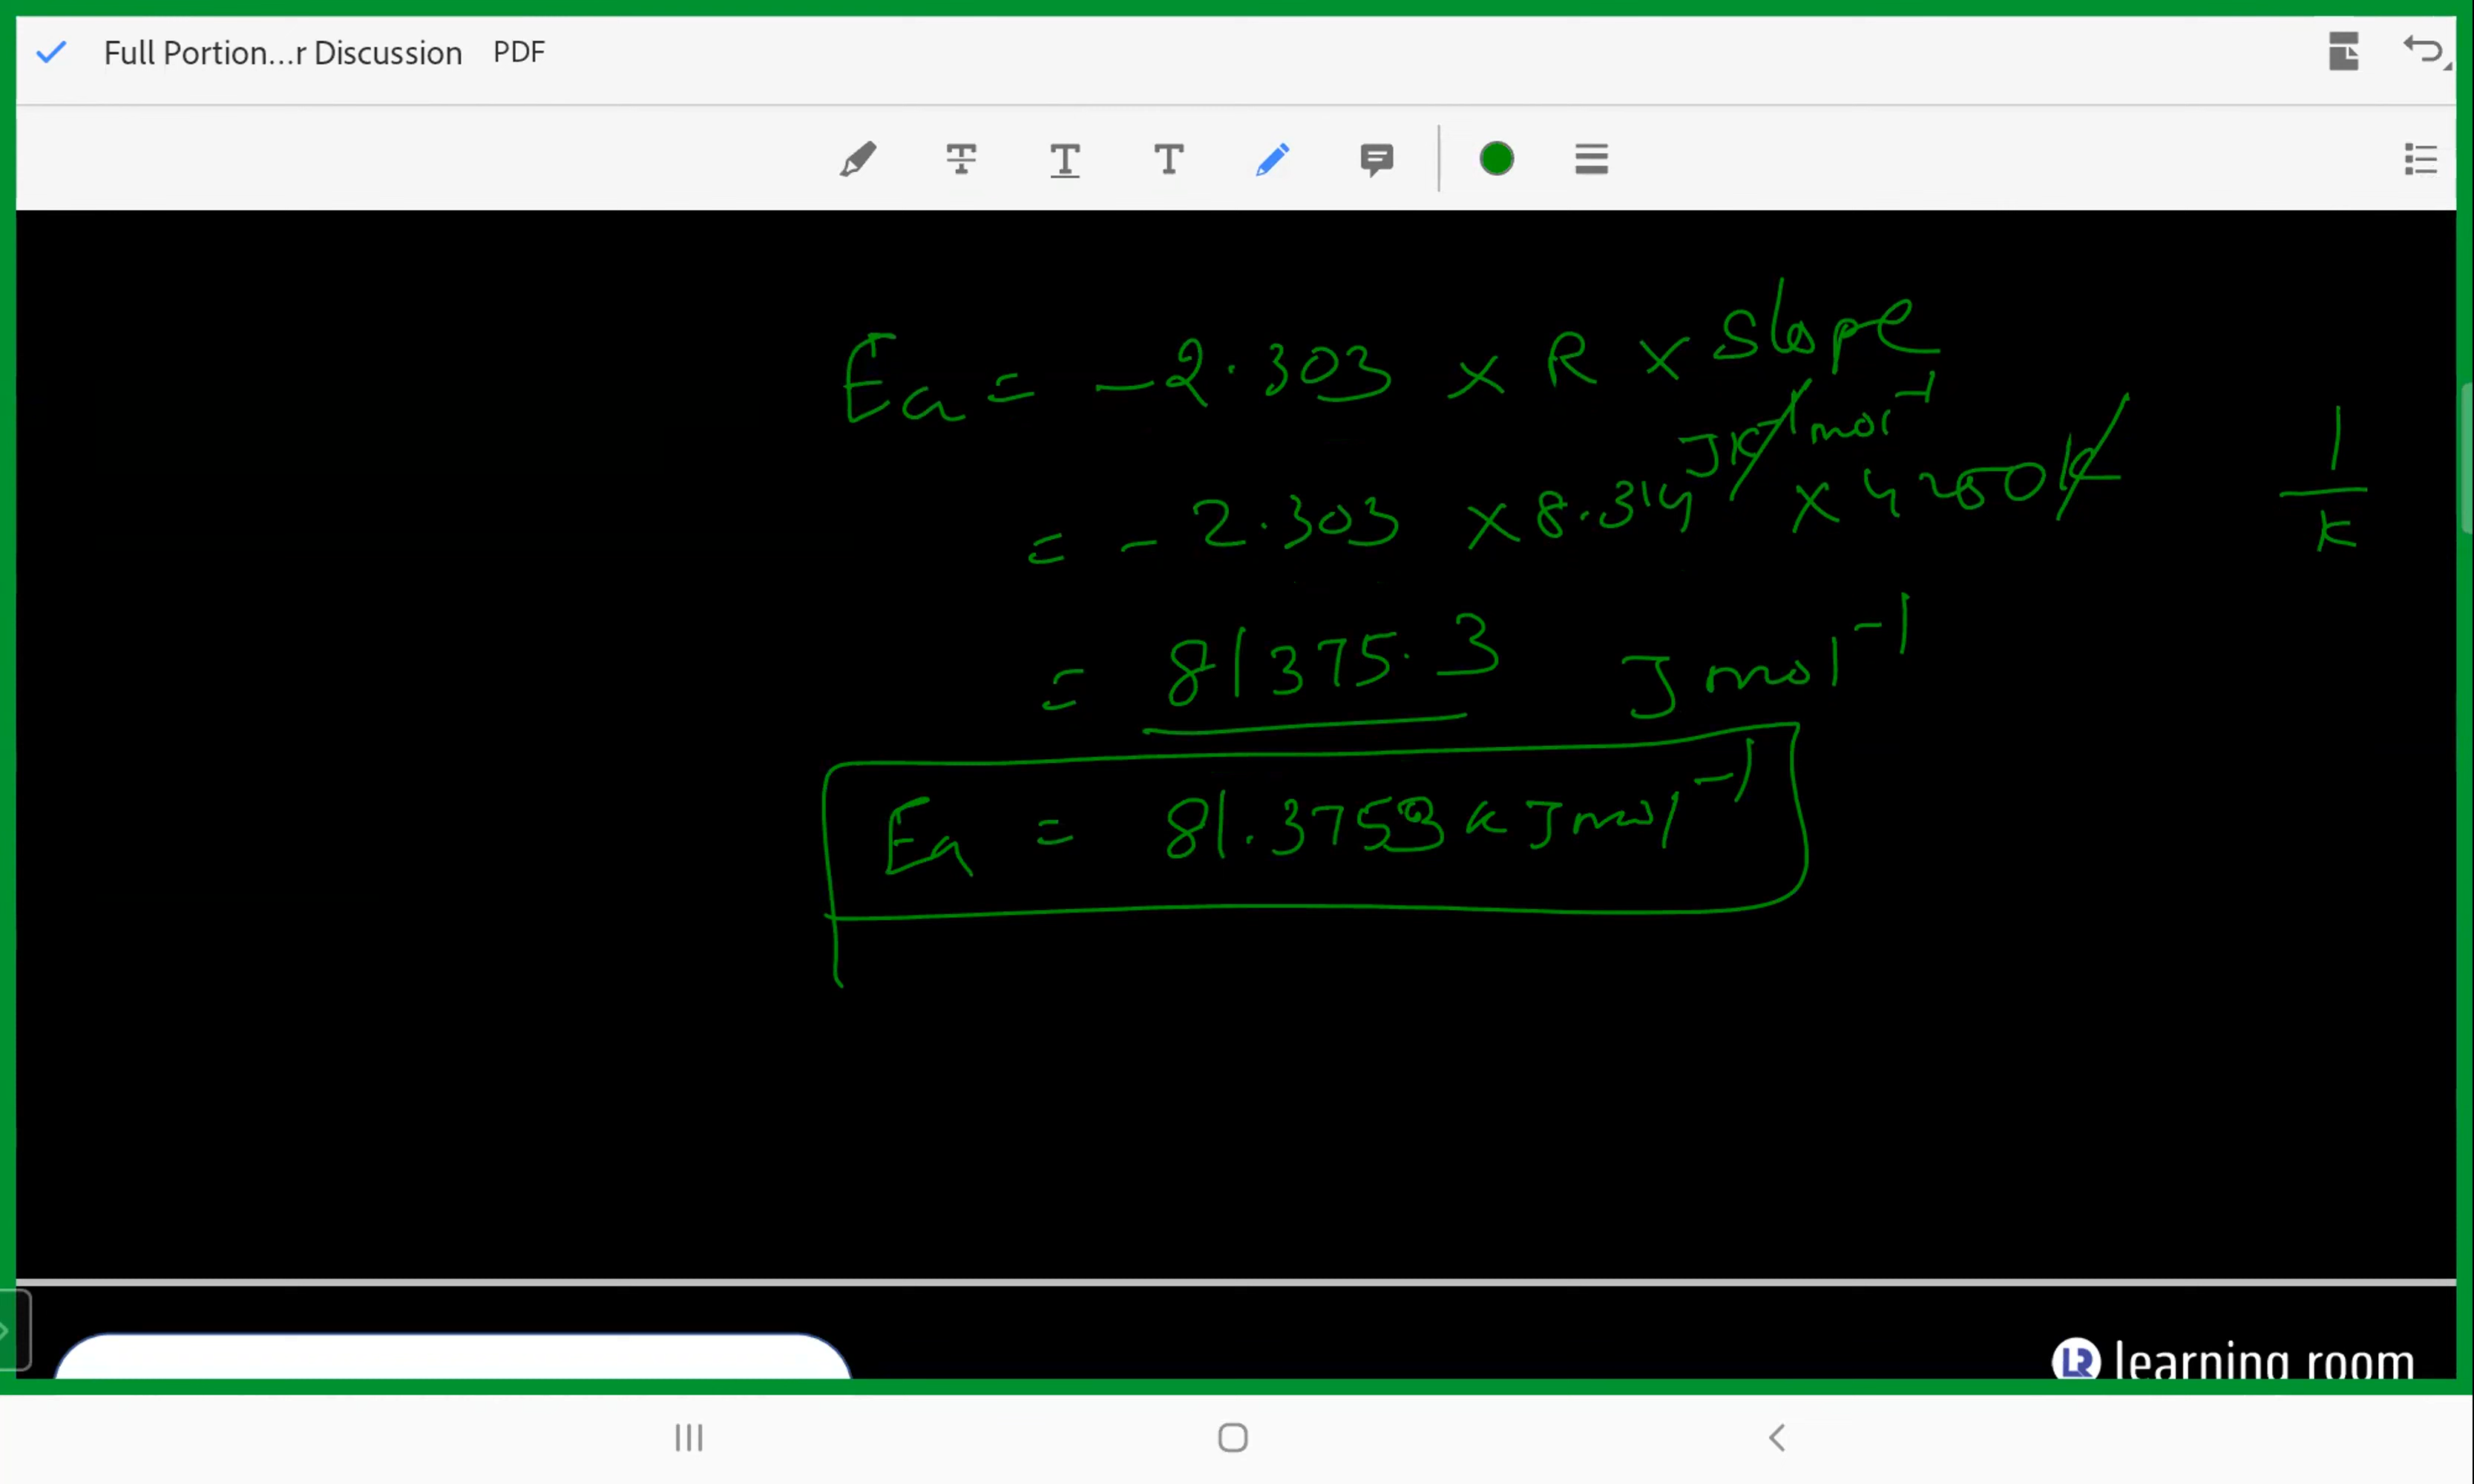 Full Portion...r Discussion PDF
Ea = -2.303 × R × slope
= - 2.303 × 8.314 JK⁻¹mol⁻¹ × 4250K
1/K
= 81375.3 J mol⁻¹
Ea = 81.3753 kJ mol⁻¹
LR learning room